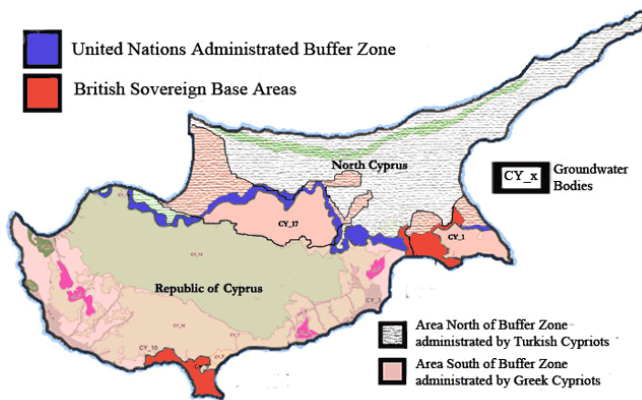 United Nations Administrated Buffer Zone
British Sovereign Base Areas
North Cyprus
CY_x
Groundwater
Bodies
CY_17
CY_1
Republic of Cyprus
CY_10
Area North of Buffer Zone
administrated by Turkish Cypriots
Area South of Buffer Zone
administrated by Greek Cypriots